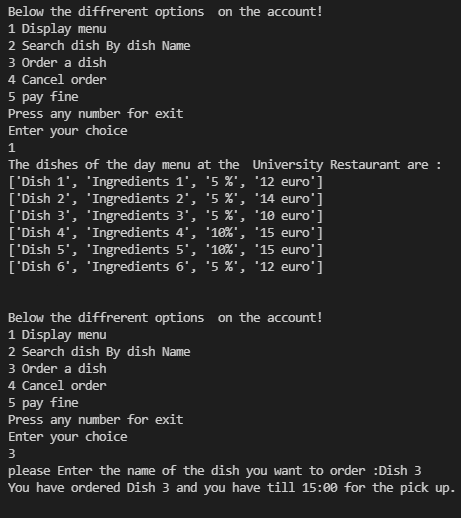 Below the diffrerent options  on the account!
1 Display menu
2 Search dish By dish Name
3 Order a dish
4 Cancel order
5 pay fine
Press any number for exit
Enter your choice
1
The dishes of the day menu at the  University Restaurant are :
['Dish 1', 'Ingredients 1', '5 %', '12 euro']
['Dish 2', 'Ingredients 2', '5 %', '14 euro']
['Dish 3', 'Ingredients 3', '5 %', '10 euro']
['Dish 4', 'Ingredients 4', '10%', '15 euro']
['Dish 5', 'Ingredients 5', '10%', '15 euro']
['Dish 6', 'Ingredients 6', '5 %', '12 euro']
Below the diffrerent options  on the account!
1 Display menu
2 Search dish By dish Name
3 Order a dish
4 Cancel order
5 pay fine
Press any number for exit
Enter your choice
3
please Enter the name of the dish you want to order :Dish 3
You have ordered Dish 3 and you have till 15:00 for the pick up.